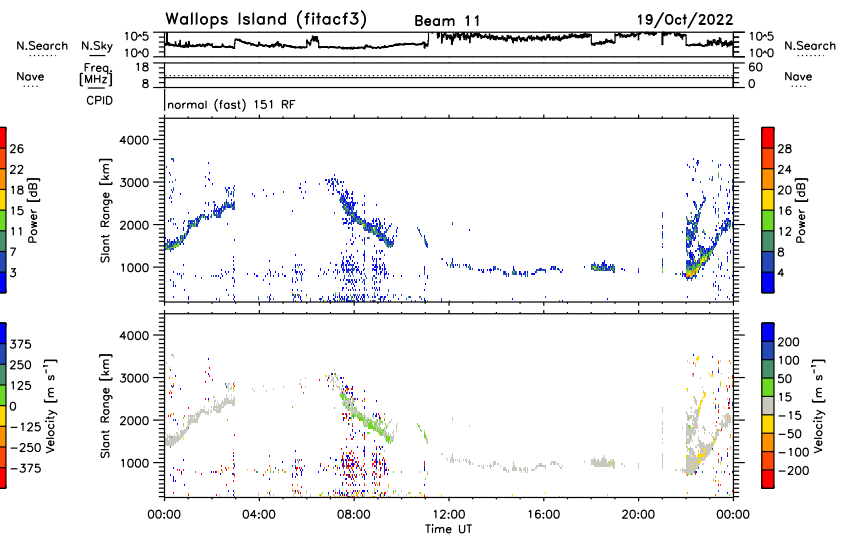 Wallops Island (fitacf3) Beam 11 19/Oct/2022
N.Search N.Sky 10^5 10^5 N.Search
10^0 10^0
Nave Freq. [MHz] 18 60 Nave
8 0
CPID
normal (fast) 151 RF
26 22 18 15 11 7 3
Power [dB]
Slant Range [km]
4000
3000
2000
1000
28 24 20 16 12 8 4
Power [dB]
375 250 125 0 -125 -250 -375
Velocity [m s⁻¹]
Slant Range [km]
4000
3000
2000
1000
200 100 50 15 -15 -50 -100 -200
Velocity [m s⁻¹]
00:00 04:00 08:00 12:00 16:00 20:00 00:00
Time UT